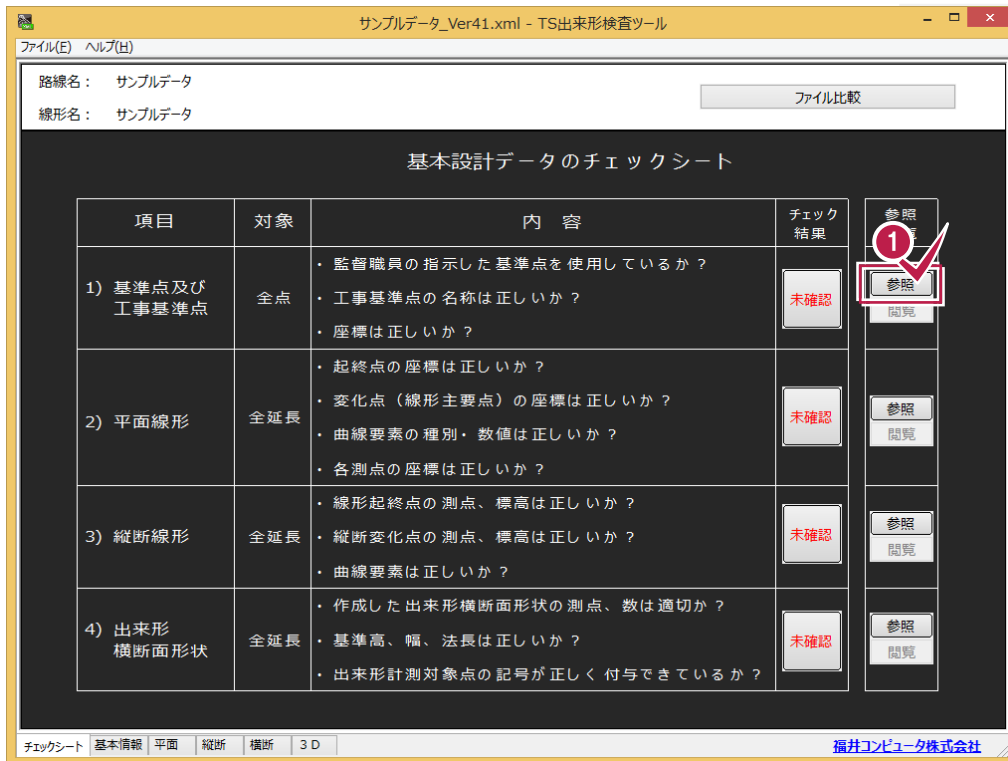 サンプルデータ_Ver41.xml - TS出来形検査ツール
ファイル(F) ヘルプ(H)
路線名： サンプルデータ
ファイル比較
線形名： サンプルデータ
基本設計データのチェックシート
項目 対象 内 容 チェック結果 参照
1
1) 基準点及び工事基準点 全点
・ 監督職員の指示した基準点を使用しているか？
・ 工事基準点の名称は正しいか？
・ 座標は正しいか？
未確認 参照
閲覧
2) 平面線形 全延長
・ 起終点の座標は正しいか？
・ 変化点（線形主要点）の座標は正しいか？
・ 曲線要素の種別・数値は正しいか？
・ 各測点の座標は正しいか？
未確認 参照
閲覧
3) 縦断線形 全延長
・ 線形起終点の測点、標高は正しいか？
・ 縦断変化点の測点、標高は正しいか？
・ 曲線要素は正しいか？
未確認 参照
閲覧
4) 出来形横断面形状 全延長
・ 作成した出来形横断面形状の測点、数は適切か？
・ 基準高、幅、法長は正しいか？
・ 出来形計測対象点の記号が正しく付与できているか？
未確認 参照
閲覧
チェックシート 基本情報 平面 縦断 横断 3D
福井コンピュータ株式会社